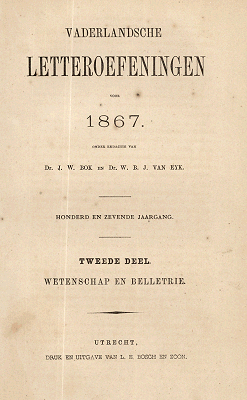 VADERLANDSCHE
LETTEROEFENINGEN
VOOR
1867.
ONDER REDACTIE VAN
Dr. J. W. BOK EN Dr. W. B. J. VAN EYK.
HONDERD EN ZEVENDE JAARGANG.
TWEEDE DEEL.
WETENSCHAP EN BELLETRIE.
UTRECHT,
DRUK EN UITGAVE VAN L. E. BOSCH EN ZOON.